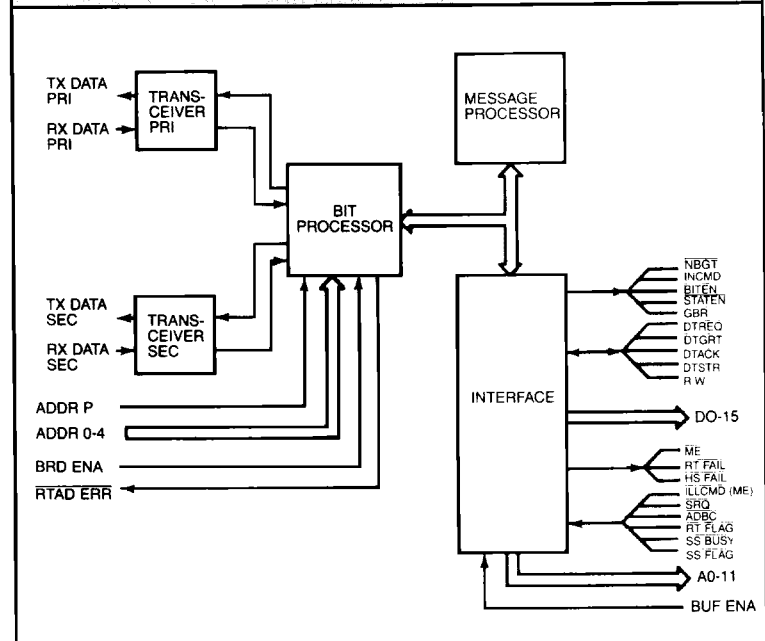 TX DATA
PRI
RX DATA
PRI
TRANS-
CEIVER
PRI
MESSAGE
PROCESSOR
BIT
PROCESSOR
TX DATA
SEC
RX DATA
SEC
TRANS-
CEIVER
SEC
ADDR P
ADDR 0-4
BRD ENA
RTAD ERR
INTERFACE
NBGT
INCMD
BITEN
STATEN
GBR
DTREQ
DTGRT
DTACK
DTSTR
R W
DO-15
ME
RT FAIL
HS FAIL
ILLCMD (ME)
SRQ
ADBC
RT FLAG
SS BUSY
SS FLAG
A0-11
BUF ENA